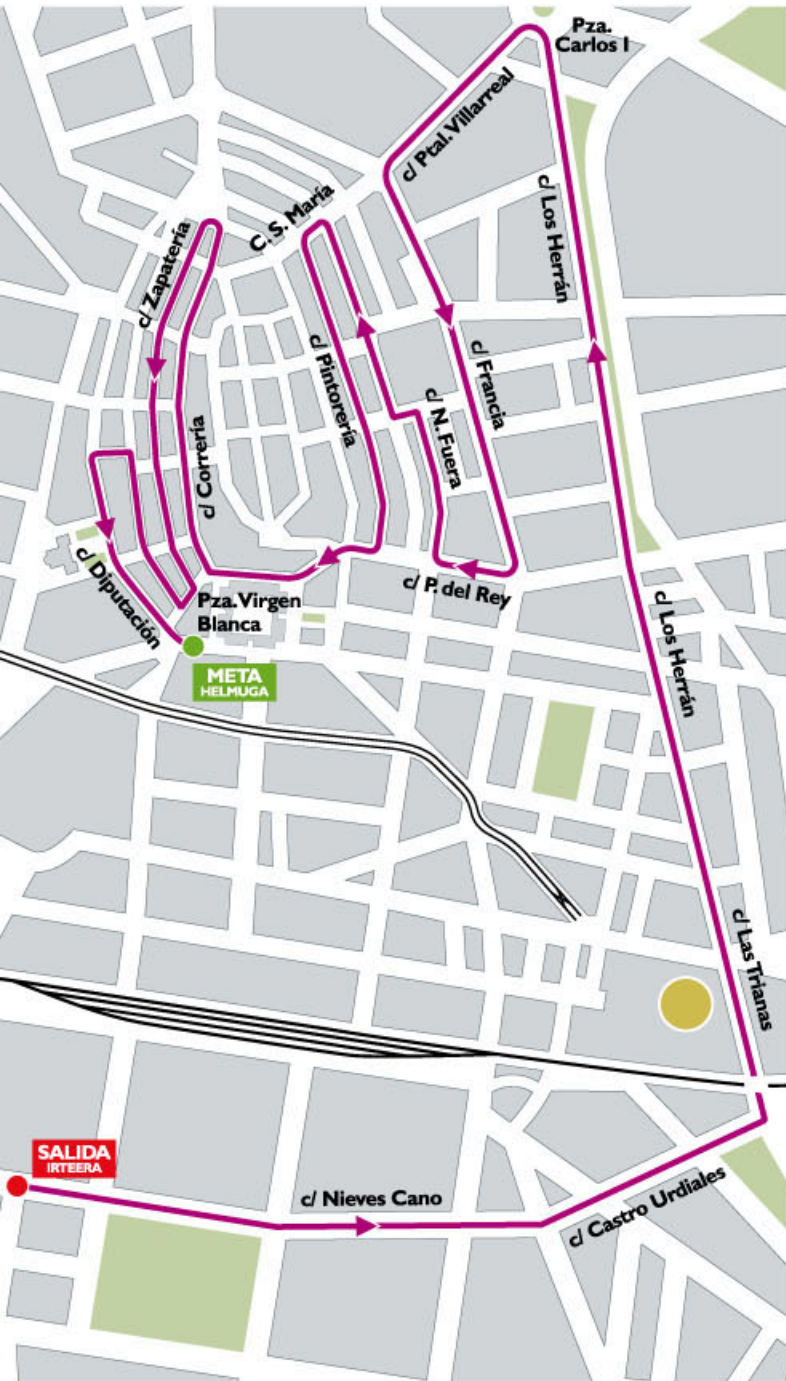 Pza.
Carlos I
c/ Ptal. Villarreal
c/ Los Herrán
C. S. María
c/ Zapatería
c/ Pintorería
c/ Francia
c/ N. Fuera
c/ Correría
c/ Diputación
c/ P. del Rey
Pza. Virgen
Blanca
META
HELMUGA
c/ Los Herrán
c/ Las Trianas
SALIDA
IRTEERA
c/ Nieves Cano
c/ Castro Urdiales